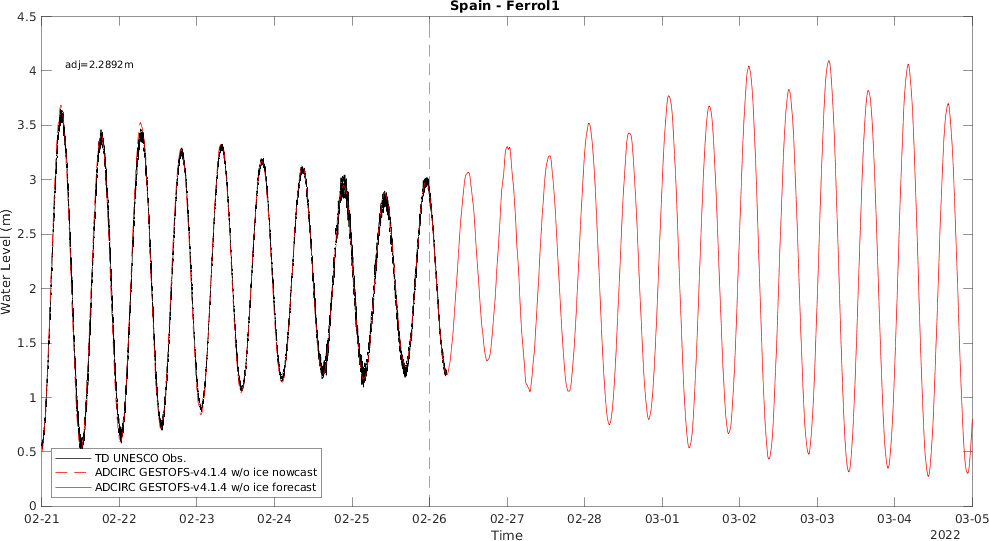 Spain - Ferrol1
adj=2.2892m
4.5
4
3.5
3
2.5
2
1.5
1
0.5
0
Water Level (m)
TD UNESCO Obs.
ADCIRC GESTOFS-v4.1.4 w/o ice nowcast
ADCIRC GESTOFS-v4.1.4 w/o ice forecast
02-21 02-22 02-23 02-24 02-25 02-26 02-27 02-28 03-01 03-02 03-03 03-04 03-05
Time
2022